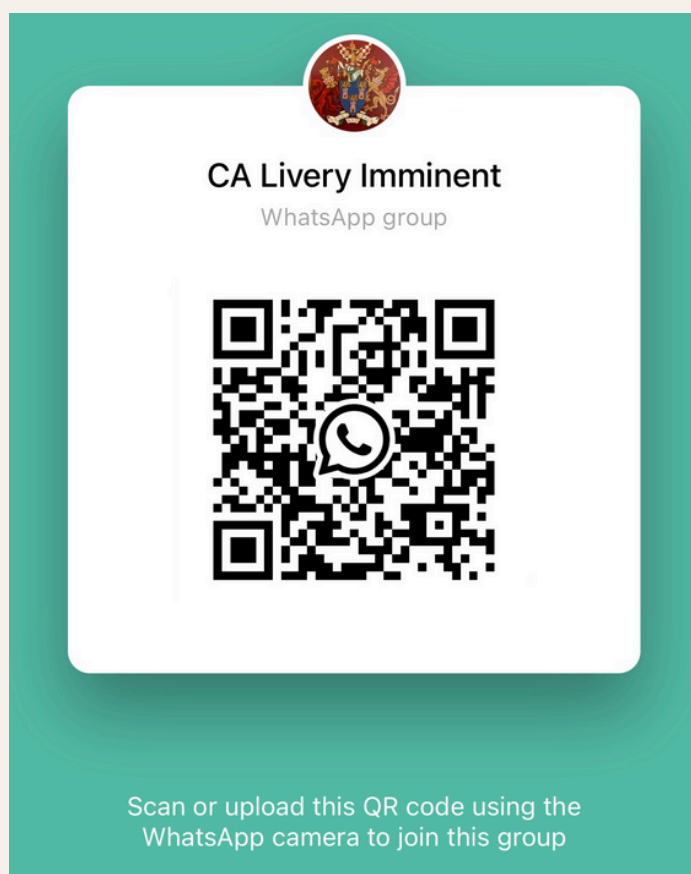 CA Livery Imminent
WhatsApp group
Scan or upload this QR code using the
WhatsApp camera to join this group